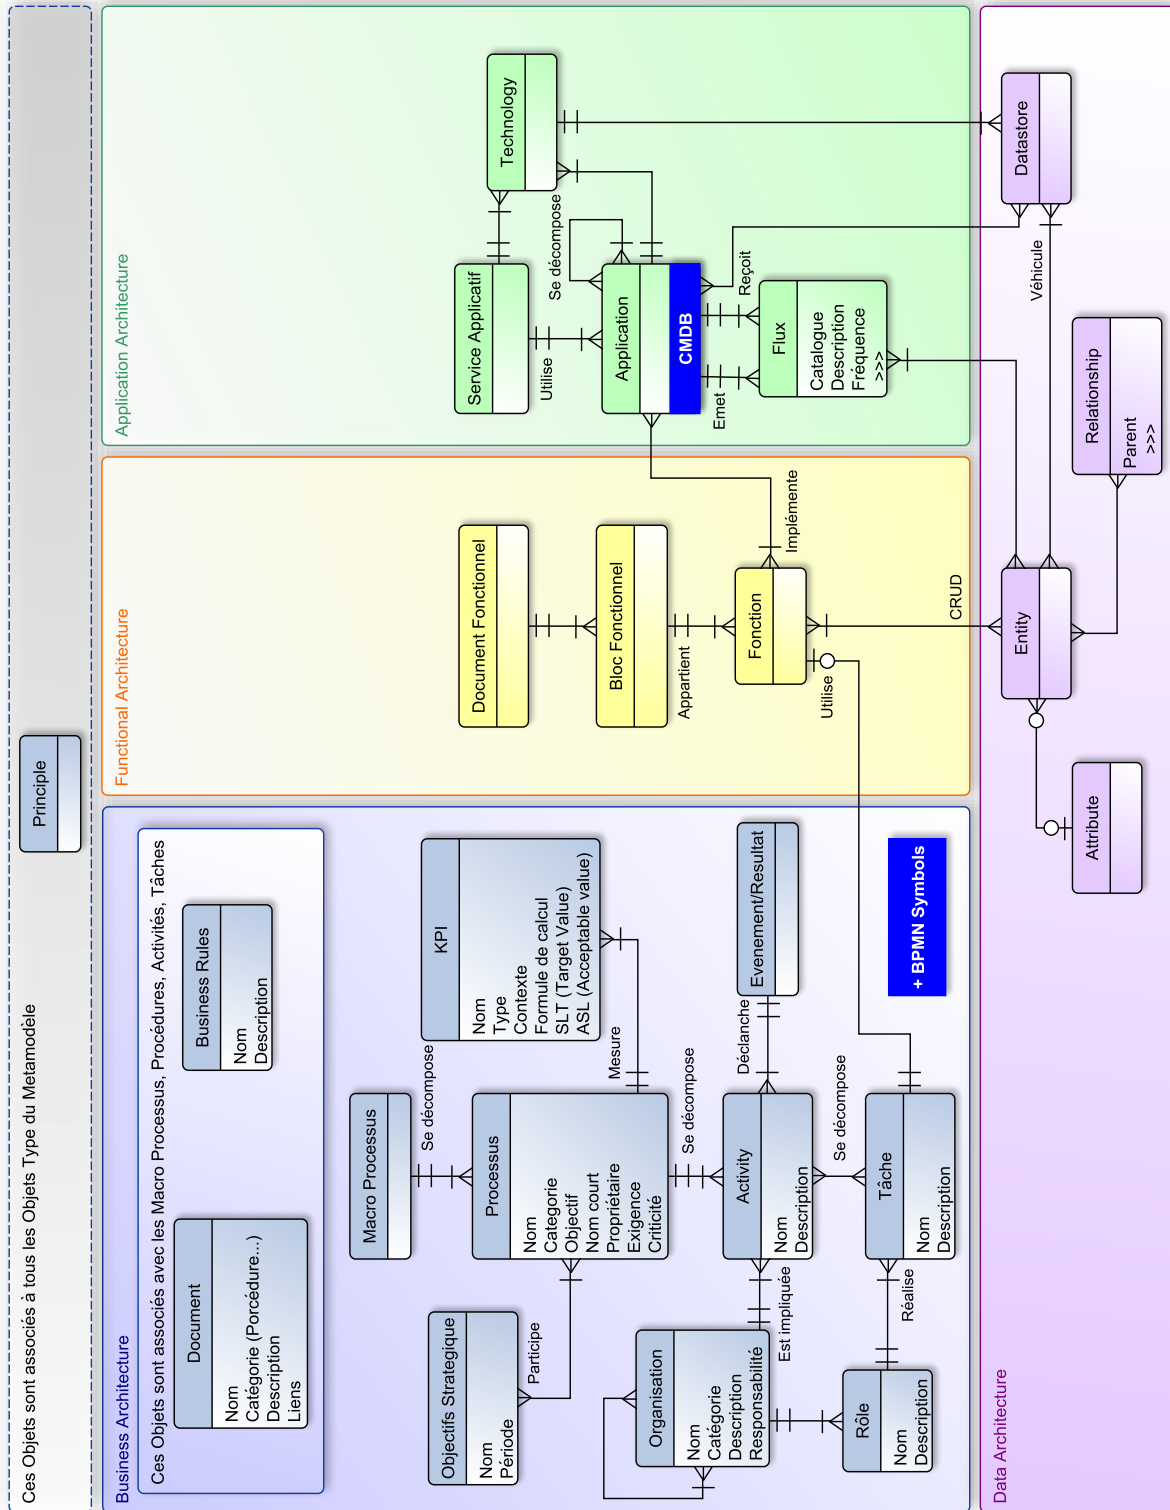 Ces Objets sont associés à tous les Objets Type du Metamodèle
Principle
Business Architecture
Ces Objets sont associés avec les Macro Processus, Procédures, Activités, Tâches
Document
Nom
Catégorie (Porcédure...)
Description
Liens
Business Rules
Nom
Description
Macro Processus
Se décompose
KPI
Nom
Type
Contexte
Formule de calcul
SLT (Target Value)
ASL (Acceptable value)
Mesure
Objectifs Strategique
Nom
Période
Participe
Processus
Nom
Categorie
Objectif
Nom court
Propriétaire
Exigence
Criticité
Se décompose
Organisation
Nom
Catégorie
Description
Responsabilité
Est impliquée
Activity
Nom
Description
Déclanche
Evenement/Resultat
Se décompose
Rôle
Nom
Description
Réalise
Tâche
Nom
Description
+ BPMN Symbols
Functional Architecture
Document Fonctionnel
Bloc Fonctionnel
Appartient
Fonction
Utilise
Implémente
CRUD
Application Architecture
Technology
Service Applicatif
Utilise
Se décompose
Application
CMDB
Emet
Reçoit
Flux
Catalogue
Description
Fréquence
>>>
Data Architecture
Attribute
Entity
Relationship
Parent
>>>
Véhicule
Datastore